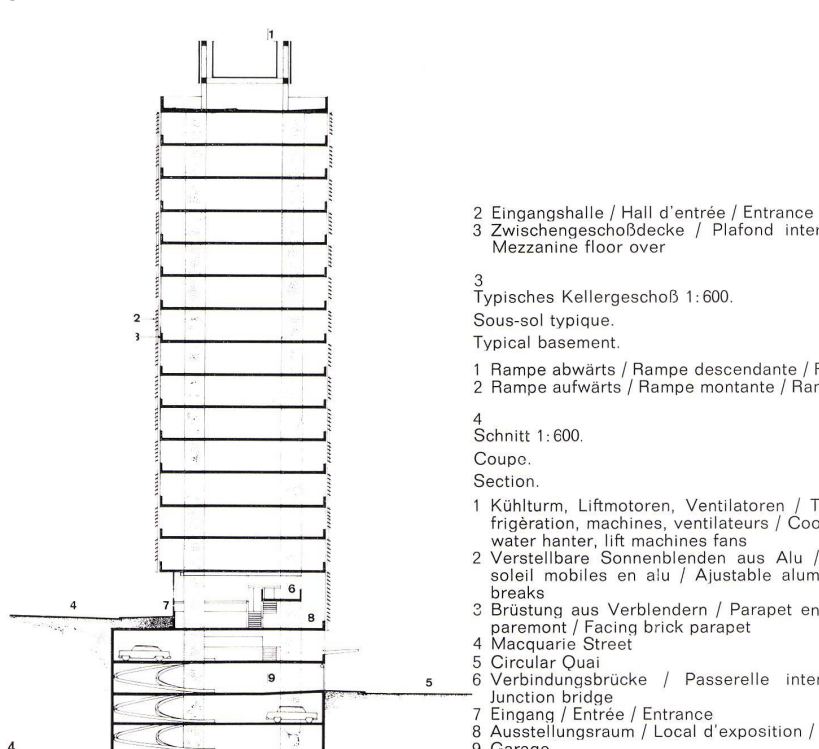 1
2
3
6
4
7
8
9
5
4
2 Eingangshalle / Hall d'entrée / Entrance
3 Zwischengeschoßdecke / Plafond inter
Mezzanine floor over
3
Typisches Kellergeschoß 1:600.
Sous-sol typique.
Typical basement.
1 Rampe abwärts / Rampe descendante /
2 Rampe aufwärts / Rampe montante / Ra
4
Schnitt 1:600.
Coupe.
Section.
1 Kühlturm, Liftmotoren, Ventilatoren / T
frigèration, machines, ventilateurs / Coo
water hanter, lift machines fans
2 Verstellbare Sonnenblenden aus Alu /
soleil mobiles en alu / Ajustable alum
breaks
3 Brüstung aus Verblendern / Parapet en
paremont / Facing brick parapet
4 Macquarie Street
5 Circular Quai
6 Verbindungsbrücke / Passerelle inter
Junction bridge
7 Eingang / Entrée / Entrance
8 Ausstellungsraum / Local d'exposition /
9 Garage